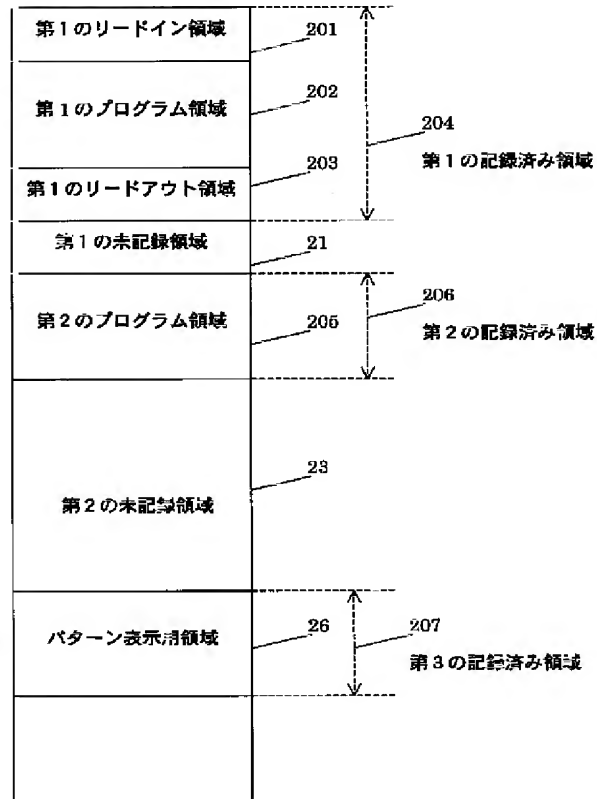 第１のリードイン領域
201
第１のプログラム領域
202
204
第１の記録済み領域
203
第１のリードアウト領域
第１の未記録領域
21
206
第２のプログラム領域
205
第２の記録済み領域
23
第２の未記録領域
パターン表示用領域
26
207
第３の記録済み領域